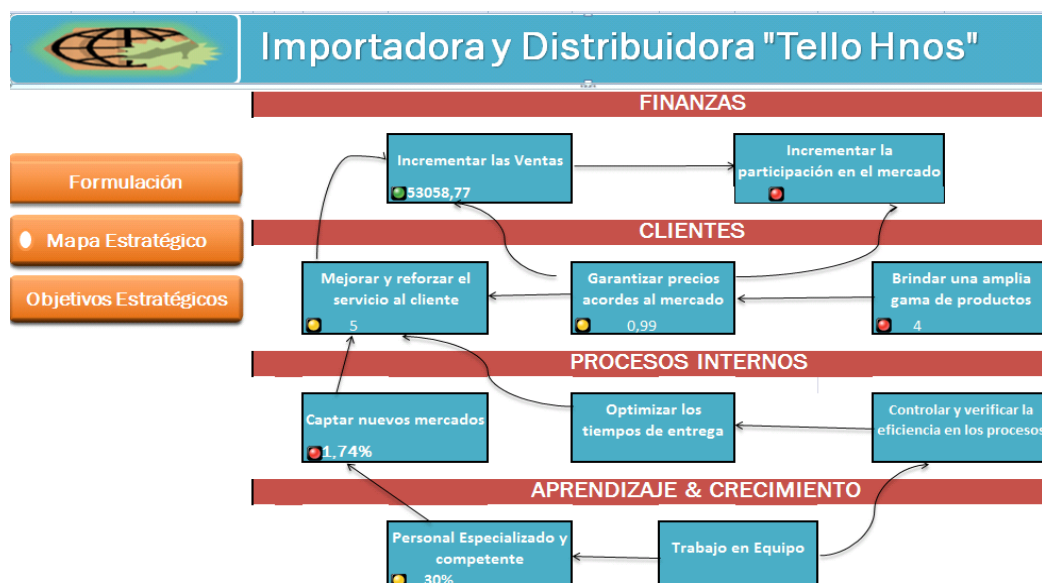 Importadora y Distribuidora "Tello Hnos"
FINANZAS
Formulación
Mapa Estratégico
Objetivos Estratégicos
Incrementar las Ventas
53058,77
Incrementar la
participación en el mercado
CLIENTES
Mejorar y reforzar el
servicio al cliente
5
Garantizar precios
acordes al mercado
0,99
Brindar una amplia
gama de productos
4
PROCESOS INTERNOS
Captar nuevos mercados
1,74%
Optimizar los
tiempos de entrega
Controlar y verificar la
eficiencia en los procesos
APRENDIZAJE & CRECIMIENTO
Personal Especializado y
competente
30%
Trabajo en Equipo